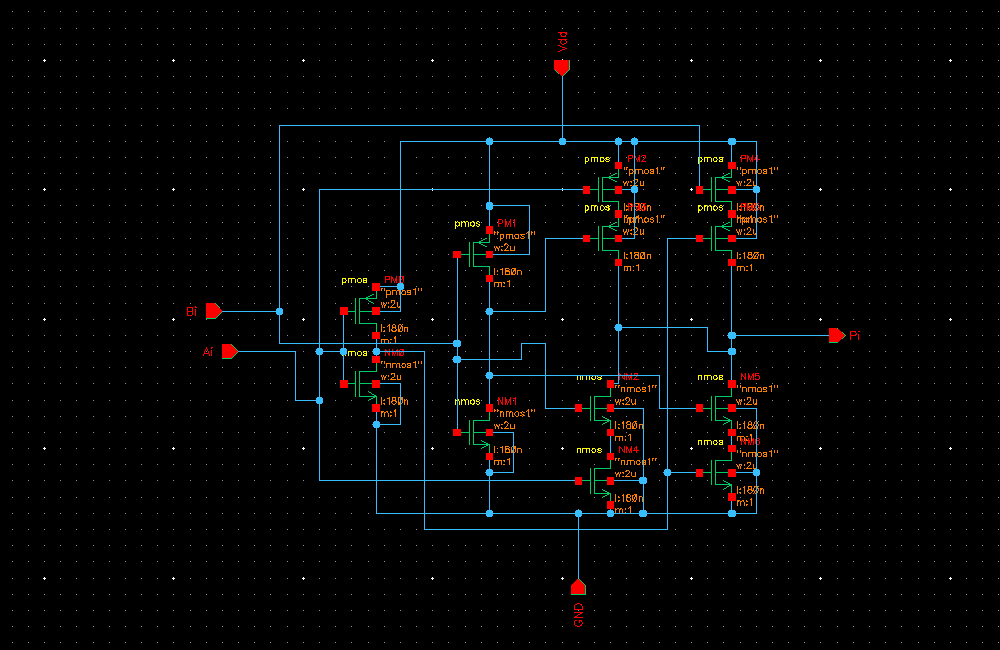 Vdd
pmos PM2
"pmos1"
w:2u
pmos
"pmos1"
w:2u
l:180n
m:1
pmos PM4
"pmos1"
w:2u
pmos
"pmos1"
w:2u
l:180n
m:1
pmos PM1
"pmos1"
w:2u
l:180n
m:1
pmos PM0
"pmos1"
w:2u
l:180n
m:1
Bi
Ai
Pi
nmos NM0
"nmos1"
w:2u
l:180n
m:1
nmos NM1
"nmos1"
w:2u
l:180n
m:1
nmos NM2
"nmos1"
w:2u
l:180n
m:1
nmos NM5
"nmos1"
w:2u
l:180n
m:1
nmos NM4
"nmos1"
w:2u
l:180n
m:1
nmos
"nmos1"
w:2u
l:180n
m:1
GND